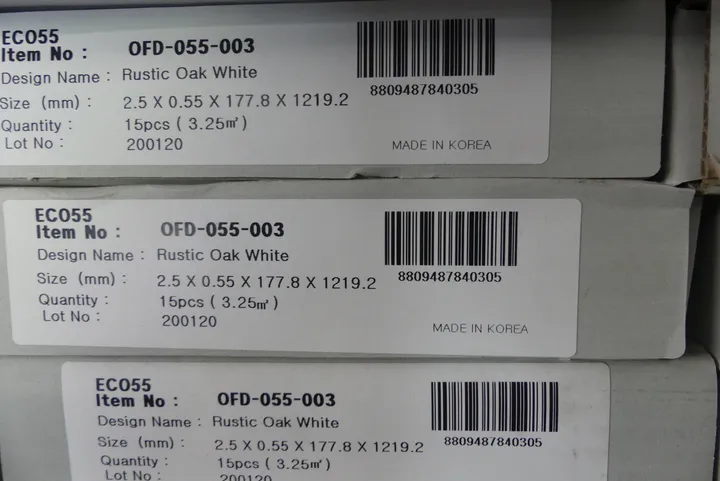 ECO55
Item No : OFD-055-003
Design Name : Rustic Oak White
Size (mm) : 2.5 X 0.55 X 177.8 X 1219.2
Quantity : 15pcs ( 3.25㎡ )
Lot No : 200120
8809487840305
MADE IN KOREA
ECO55
Item No : OFD-055-003
Design Name : Rustic Oak White
Size (mm) : 2.5 X 0.55 X 177.8 X 1219.2
Quantity : 15pcs ( 3.25㎡ )
Lot No : 200120
8809487840305
MADE IN KOREA
ECO55
Item No : OFD-055-003
Design Name : Rustic Oak White
Size (mm) : 2.5 X 0.55 X 177.8 X 1219.2
Quantity : 15pcs ( 3.25㎡ )
Lot No : 200120
8809487840305